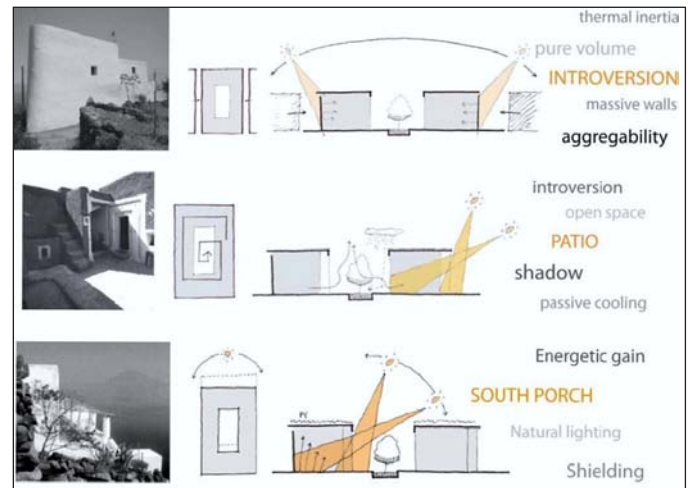 thermal inertia
pure volume
INTROVERSION
massive walls
aggregability
introversion
open space
PATIO
shadow
passive cooling
Energetic gain
SOUTH PORCH
PV
Natural lighting
Shielding